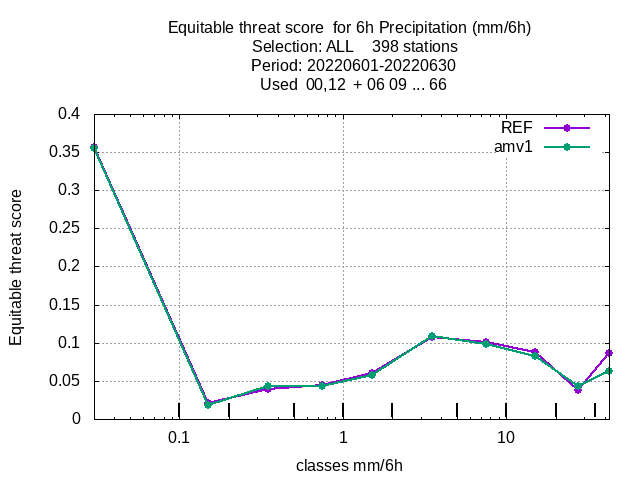 Equitable threat score  for 6h Precipitation (mm/6h)
Selection: ALL    398 stations
Period: 20220601-20220630
Used  00,12  + 06 09 ... 66
REF
amv1
0.4
0.35
0.3
0.25
0.2
0.15
0.1
0.05
0
Equitable threat score
0.1
1
10
classes mm/6h